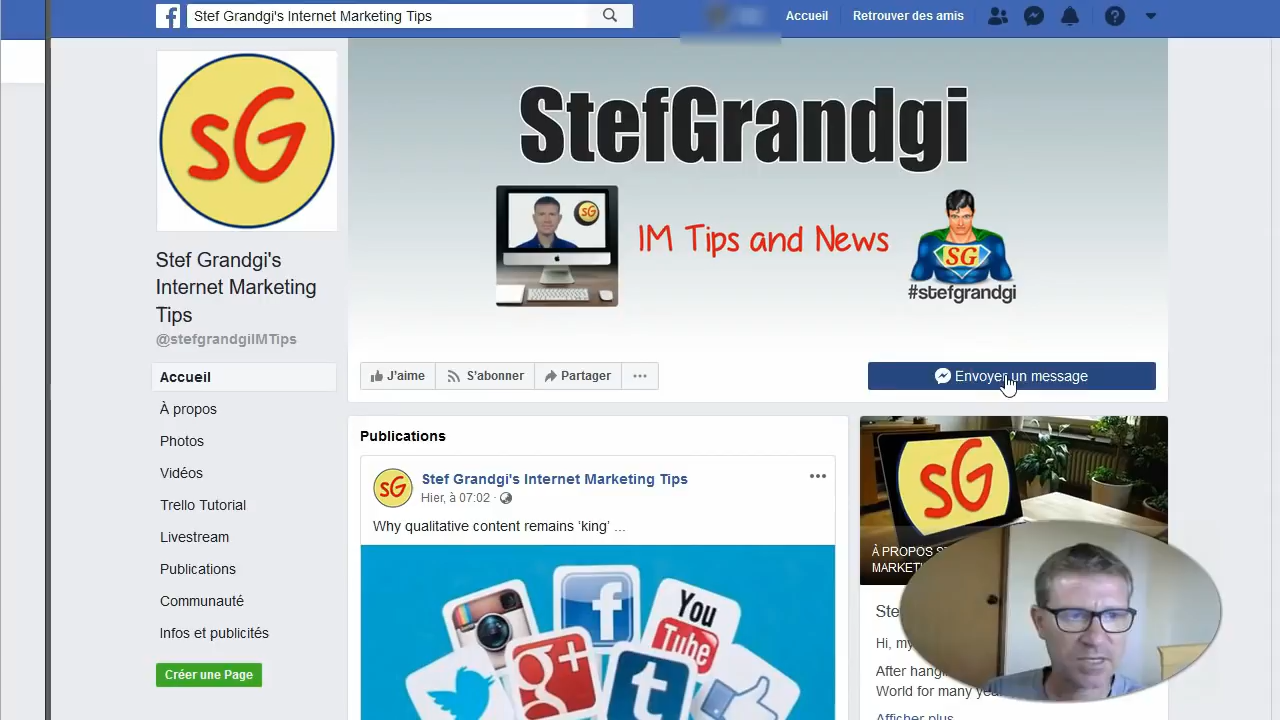 Stef Grandgi's Internet Marketing Tips
Accueil
Retrouver des amis
sG
StefGrandgi
sG
IM Tips and News
SG
#stefgrandgi
Stef Grandgi's
Internet Marketing
Tips
@stefgrandgiIMTips
J'aime
S'abonner
Partager
Envoyer un message
Accueil
À propos
Photos
Vidéos
Trello Tutorial
Livestream
Publications
Communauté
Infos et publicités
Créer une Page
Publications
sG
Stef Grandgi's Internet Marketing Tips
Hier, à 07:02
Why qualitative content remains 'king' ...
You
Tube
g+
f
t
sG
À PROPOS
MARKET
Hi, my
After hang
World for many
Afficher plus